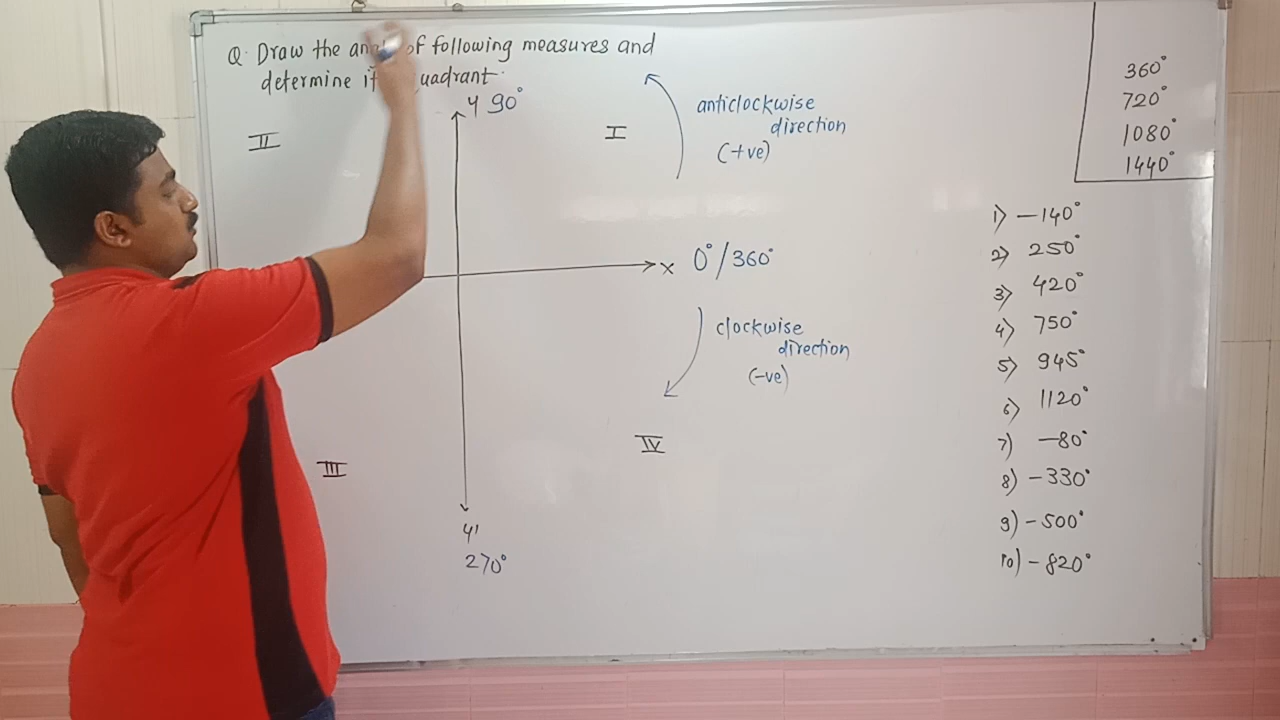 Q. Draw the of following measures and
determine quadrant.
y 90°
II
I
anticlockwise
direction
(+ve)
x 0°/360°
clockwise
direction
(-ve)
III
IV
y'
270°
360°
720°
1080°
1440°
1) -140°
2) 250°
3) 420°
4) 750°
5) 945°
6) 1120°
7) -80°
8) -330°
9) -500°
10) -820°